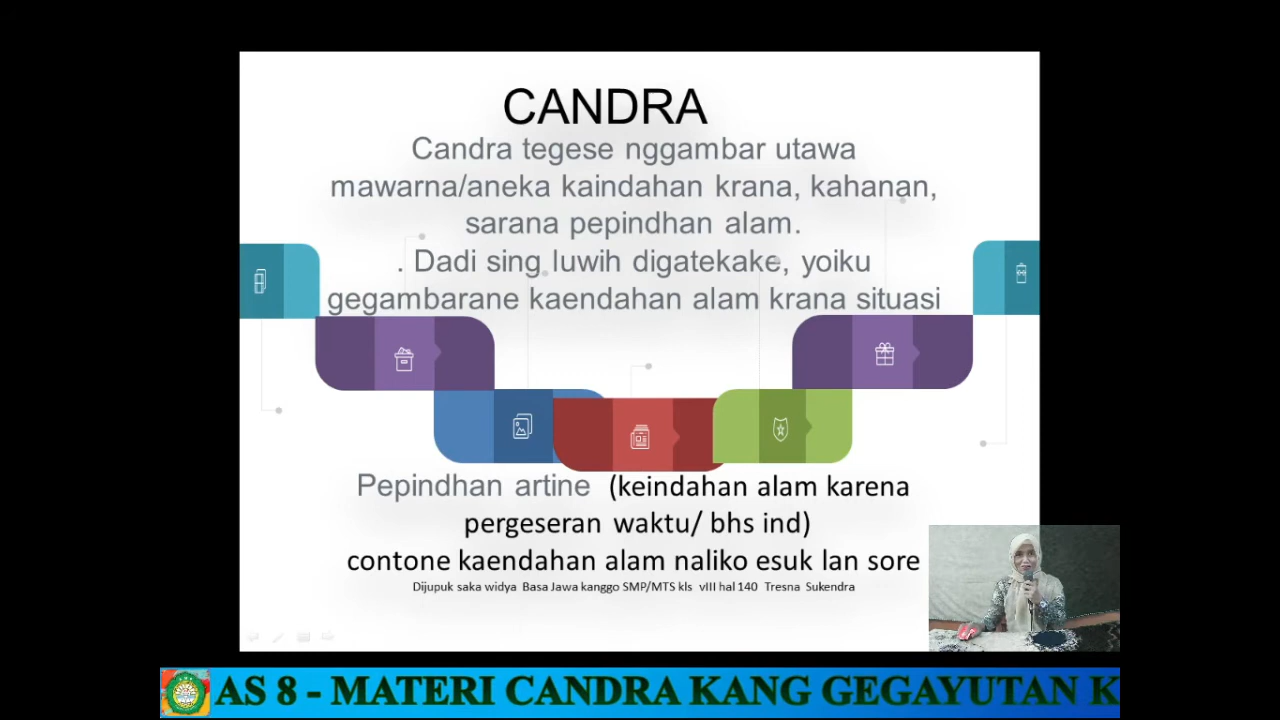 CANDRA
Candra tegese nggambar utawa
mawarna/aneka kaindahan krana, kahanan,
sarana pepindhan alam.
. Dadi sing luwih digatekake, yoiku
gegambarane kaendahan alam krana situasi
Pepindhan artine (keindahan alam karena
pergeseran waktu/ bhs ind)
contone kaendahan alam naliko esuk lan sore
Dijupuk saka widya Basa Jawa kanggo SMP/MTS kls vIII hal 140 Tresna Sukendra
AS 8 - MATERI CANDRA KANG GEGAYUTAN K